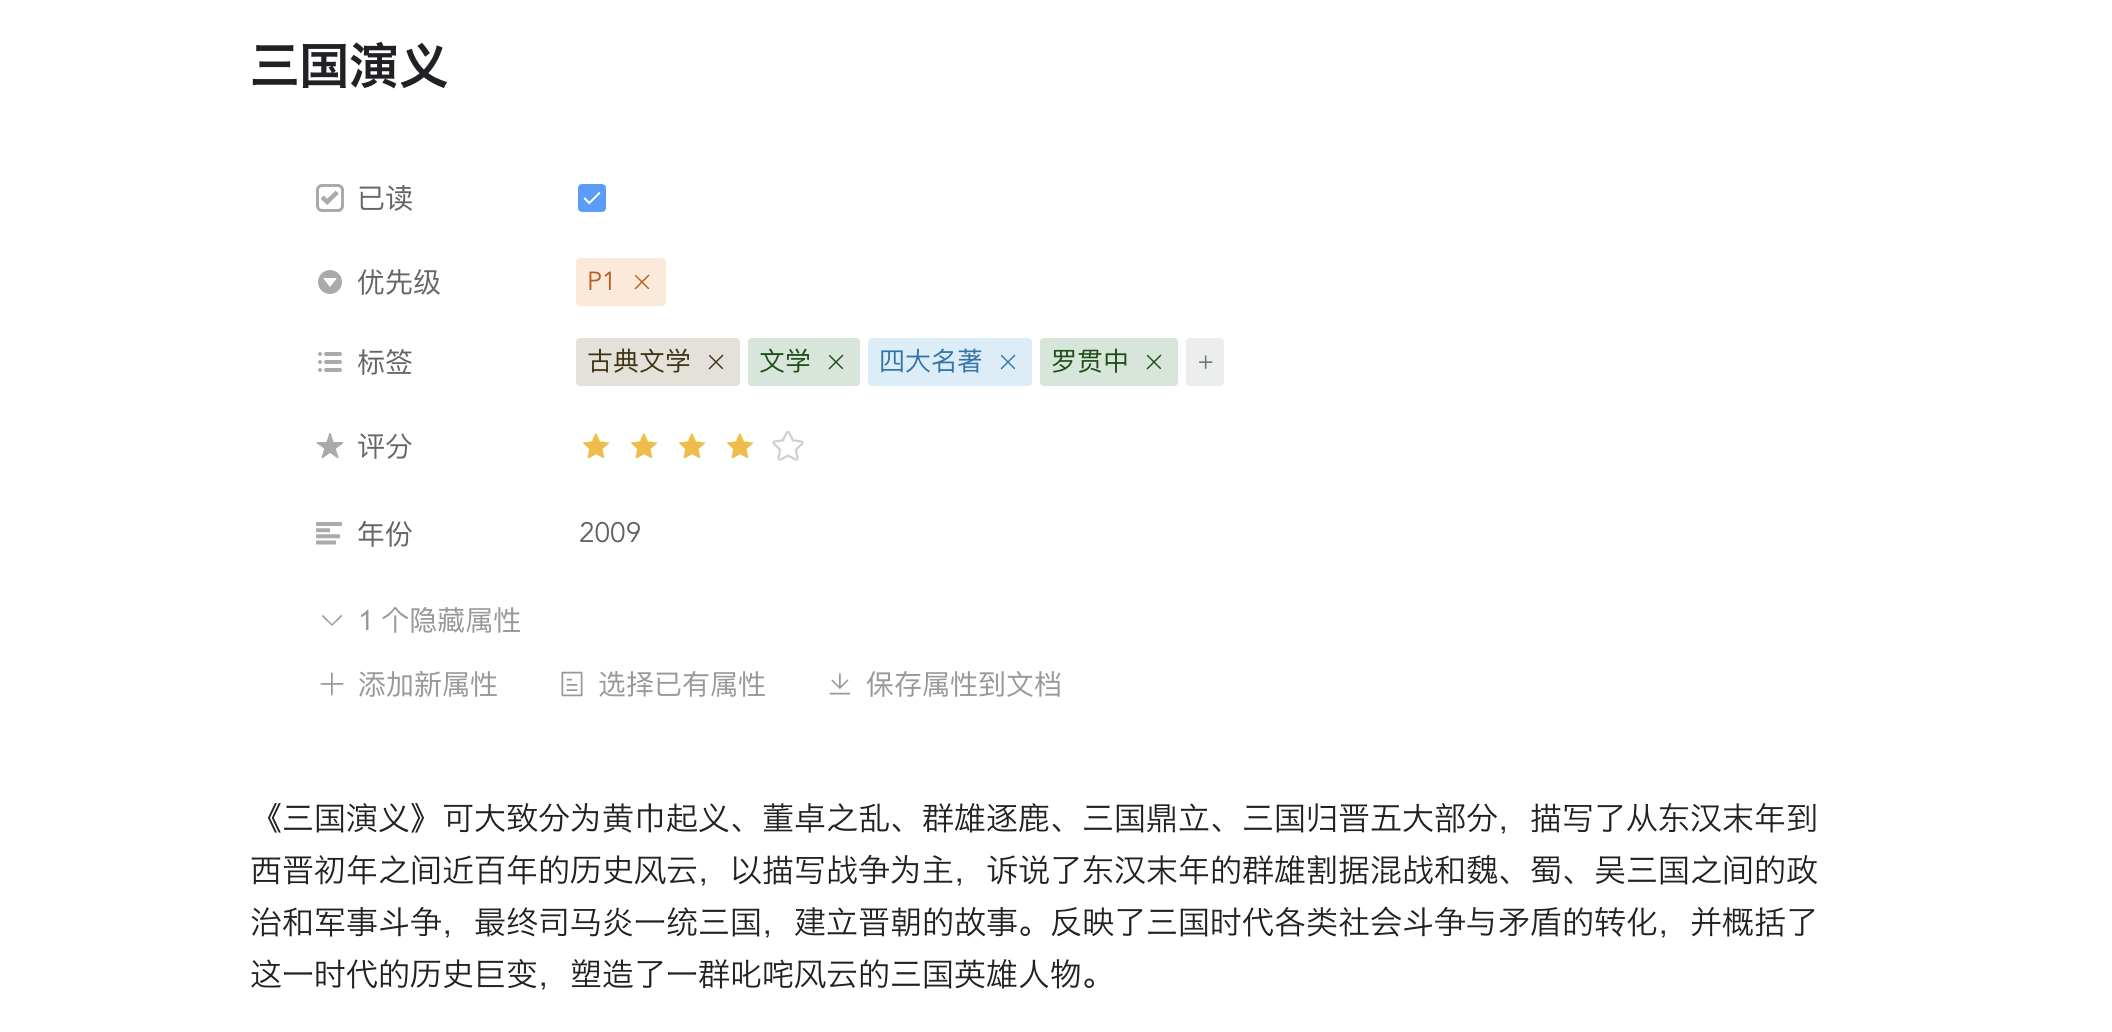 三国演义
已读
优先级 P1
标签 古典文学 文学 四大名著 罗贯中 +
评分
年份 2009
1 个隐藏属性
添加新属性 选择已有属性 保存属性到文档
《三国演义》可大致分为黄巾起义、董卓之乱、群雄逐鹿、三国鼎立、三国归晋五大部分，描写了从东汉末年到
西晋初年之间近百年的历史风云，以描写战争为主，诉说了东汉末年的群雄割据混战和魏、蜀、吴三国之间的政
治和军事斗争，最终司马炎一统三国，建立晋朝的故事。反映了三国时代各类社会斗争与矛盾的转化，并概括了
这一时代的历史巨变，塑造了一群叱咤风云的三国英雄人物。